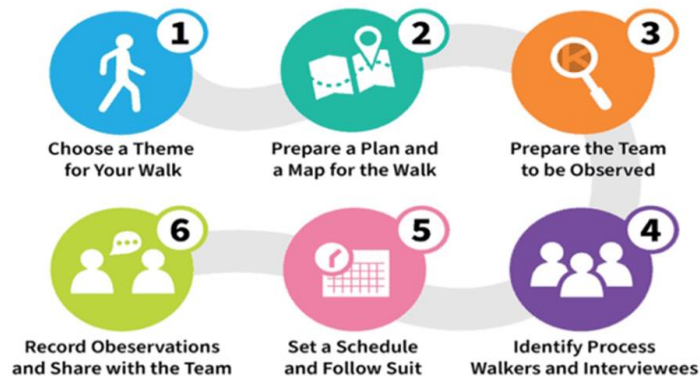 1
Choose a Theme
for Your Walk
2
Prepare a Plan and
a Map for the Walk
3
Prepare the Team
to be Observed
4
Identify Process
Walkers and Interviewees
5
Set a Schedule
and Follow Suit
6
Record Obeservations
and Share with the Team